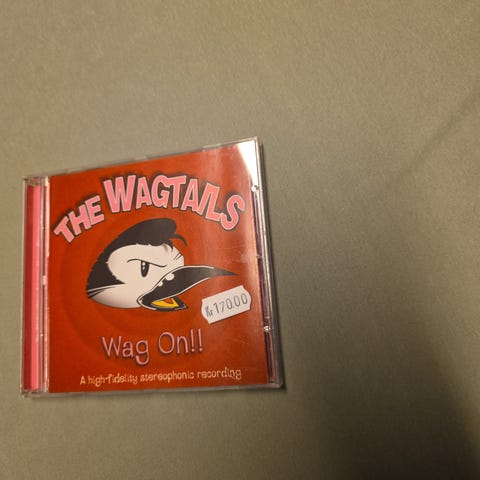 THE WAGTAILS
Kr 170.00
Wag On!!
A high-fidelity stereophonic recording